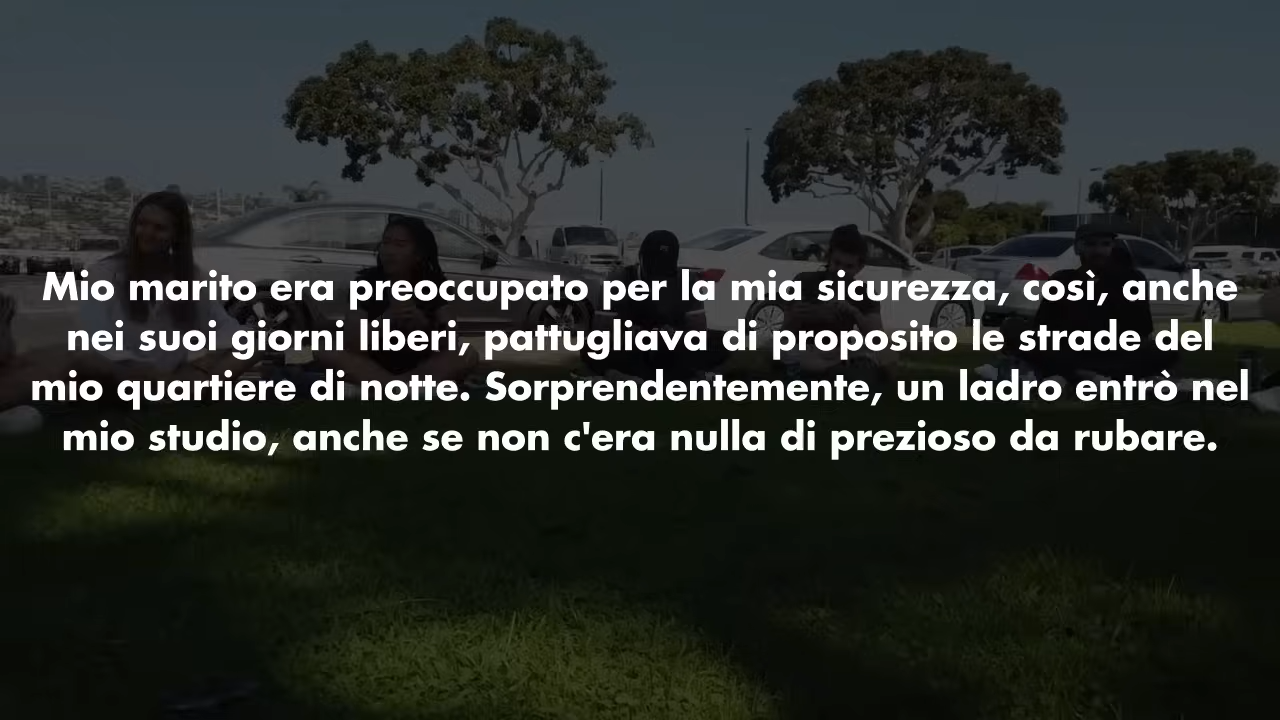 Mio marito era preoccupato per la mia sicurezza, così, anche
nei suoi giorni liberi, pattugliava di proposito le strade del
mio quartiere di notte. Sorprendentemente, un ladro entrò nel
mio studio, anche se non c'era nulla di prezioso da rubare.